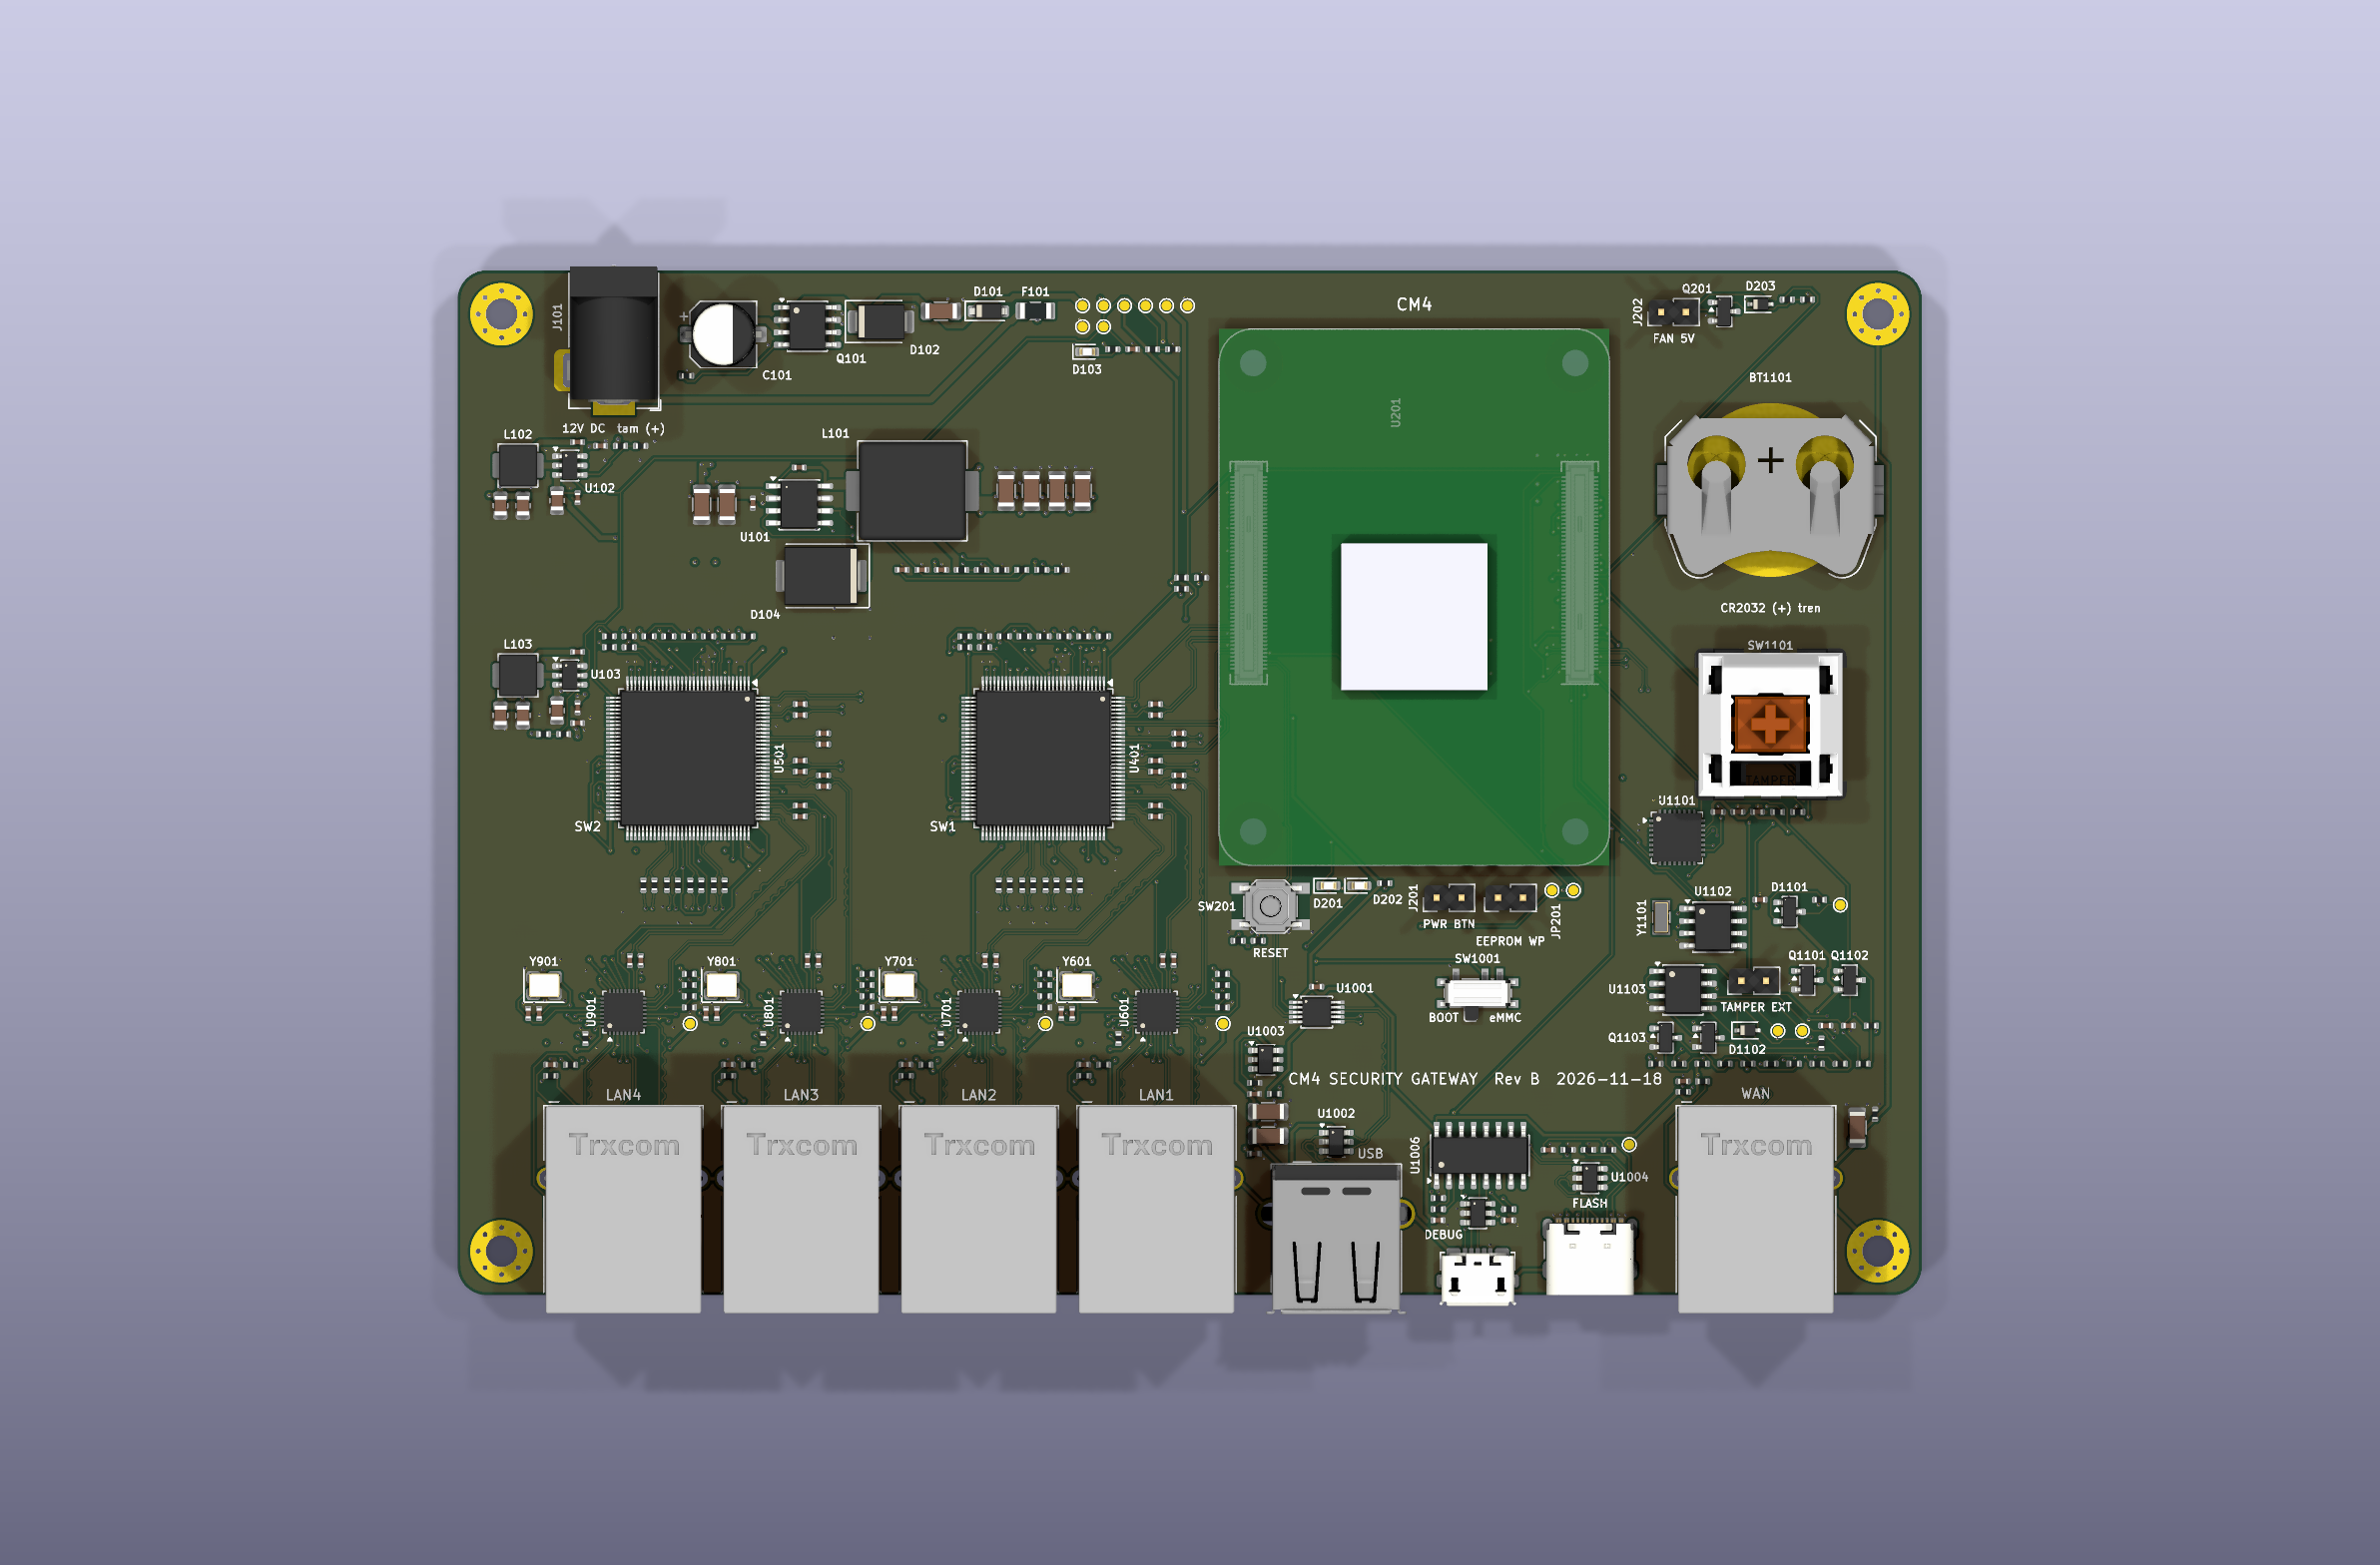 J101
C101
Q101
D102
D101
F101
D103
CM4
U201
J202
Q201
D203
FAN 5V
BT1101
12V DC tam (+)
L102
U102
L101
U101
D104
CR2032 (+) tren
SW1101
TAMPER
L103
U103
U501
SW2
U401
SW1
U1101
SW201
RESET
D201
D202
J201
PWR BTN
EEPROM WP
JP201
Y1101
U1102
D1101
Y901
Y801
Y701
Y601
U901
U801
U701
U601
SW1001
BOOT
eMMC
U1001
U1003
U1103
Q1101
Q1102
TAMPER EXT
Q1103
D1102
CM4 SECURITY GATEWAY Rev B 2026-11-18
LAN4
LAN3
LAN2
LAN1
WAN
Trxcom
Trxcom
Trxcom
Trxcom
Trxcom
U1002
USB
U1006
U1004
FLASH
DEBUG